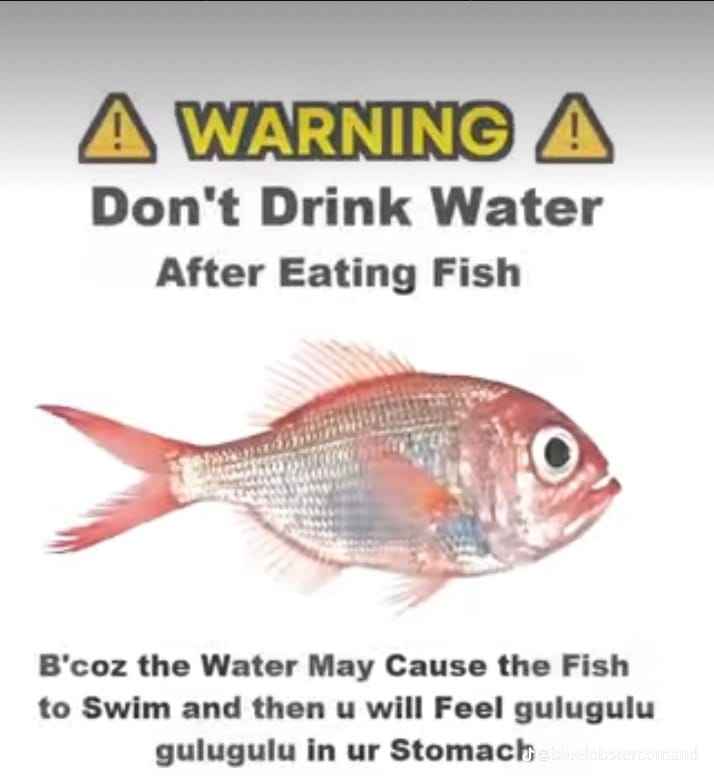 WARNING
Don't Drink Water
After Eating Fish
B'coz the Water May Cause the Fish
to Swim and then u will Feel gulugulu
gulugulu in ur Stomach